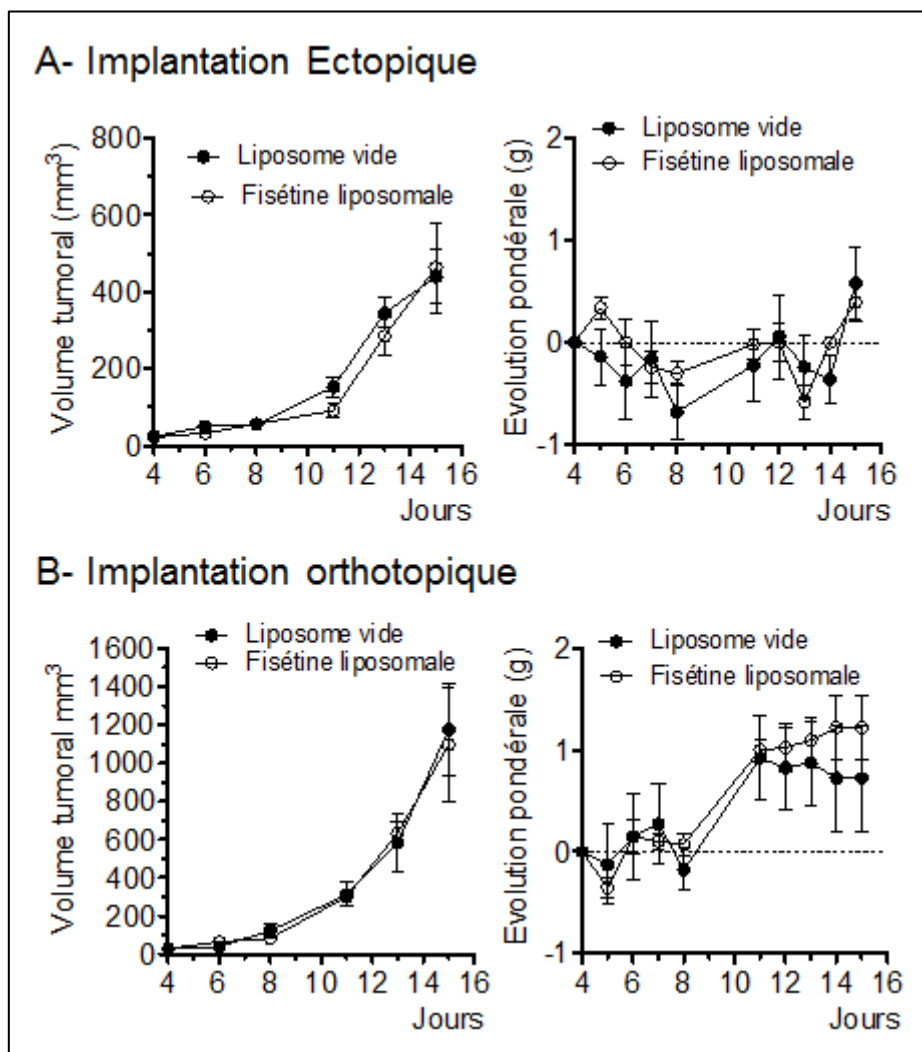 A- Implantation Ectopique
Volume tumoral (mm³)
800
600
400
200
0
Liposome vide
Fisétine liposomale
4 6 8 10 12 14 16
Jours
Evolution pondérale (g)
2
1
0
-1
Liposome vide
Fisétine liposomale
4 6 8 10 12 14 16
Jours
B- Implantation orthotopique
Volume tumoral mm³
1600
1400
1200
1000
800
600
400
200
0
Liposome vide
Fisétine liposomale
4 6 8 10 12 14 16
Jours
Evolution pondérale (g)
2
1
0
-1
Liposome vide
Fisétine liposomale
4 6 8 10 12 14 16
Jours